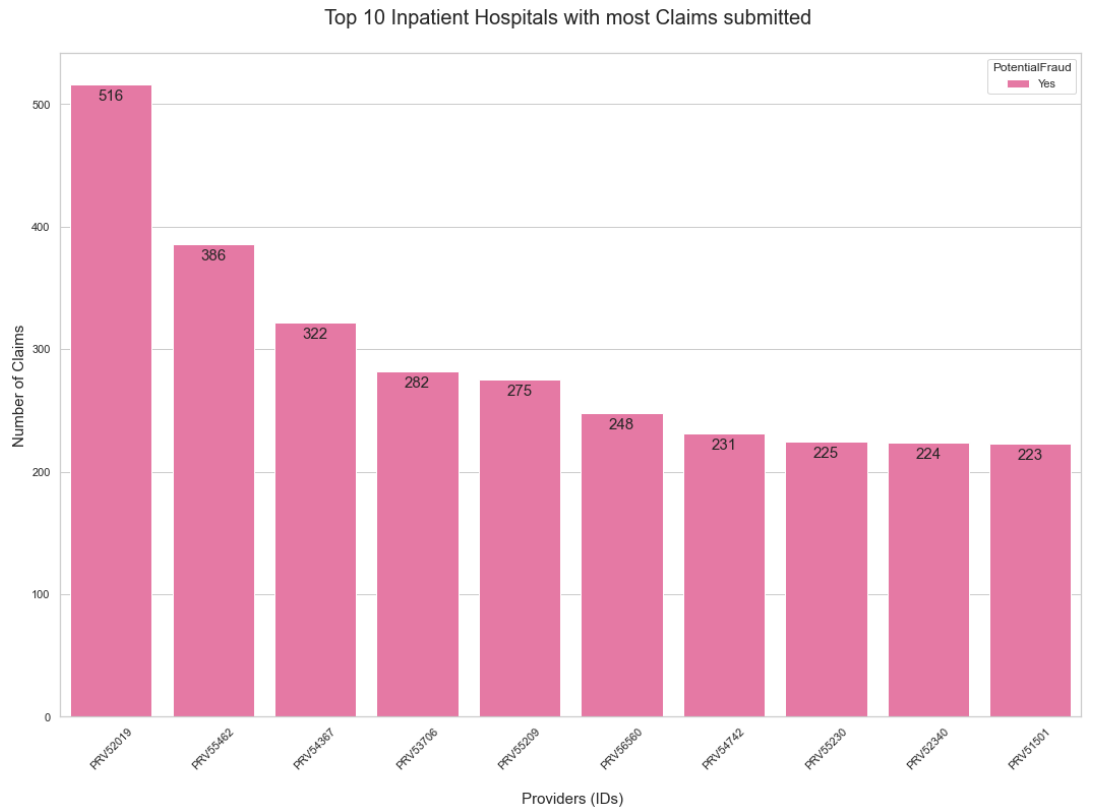 Top 10 Inpatient Hospitals with most Claims submitted
PotentialFraud
Yes
Number of Claims
500
400
300
200
100
0
516
386
322
282
275
248
231
225
224
223
PRV52019
PRV55462
PRV54367
PRV53706
PRV55209
PRV56560
PRV54742
PRV55230
PRV52340
PRV51501
Providers (IDs)